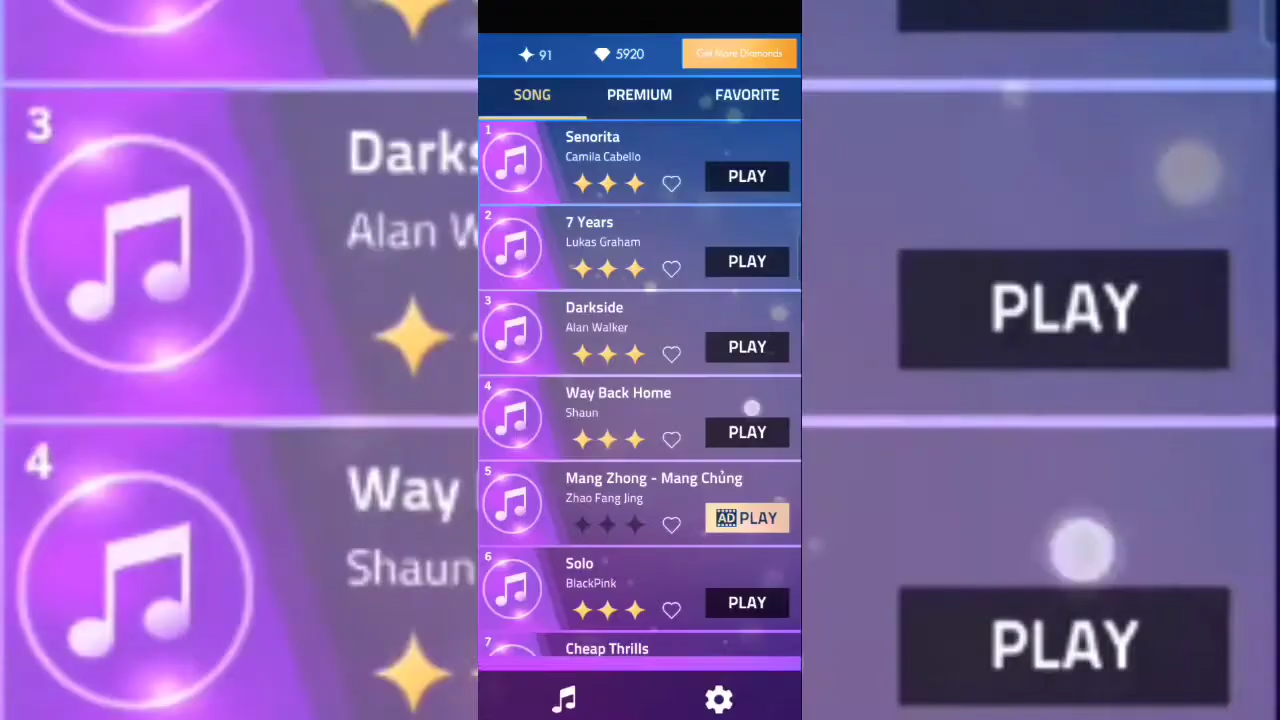 91
5920
Get More Diamonds
SONG
PREMIUM
FAVORITE
1
Senorita
Camila Cabello
PLAY
2
7 Years
Lukas Graham
PLAY
3
Darkside
Alan Walker
PLAY
4
Way Back Home
Shaun
PLAY
5
Mang Zhong - Mang Chủng
Zhao Fang Jing
AD PLAY
6
Solo
BlackPink
PLAY
7
Cheap Thrills
3
Darks
Alan W
PLAY
4
Way
Shaun
PLAY